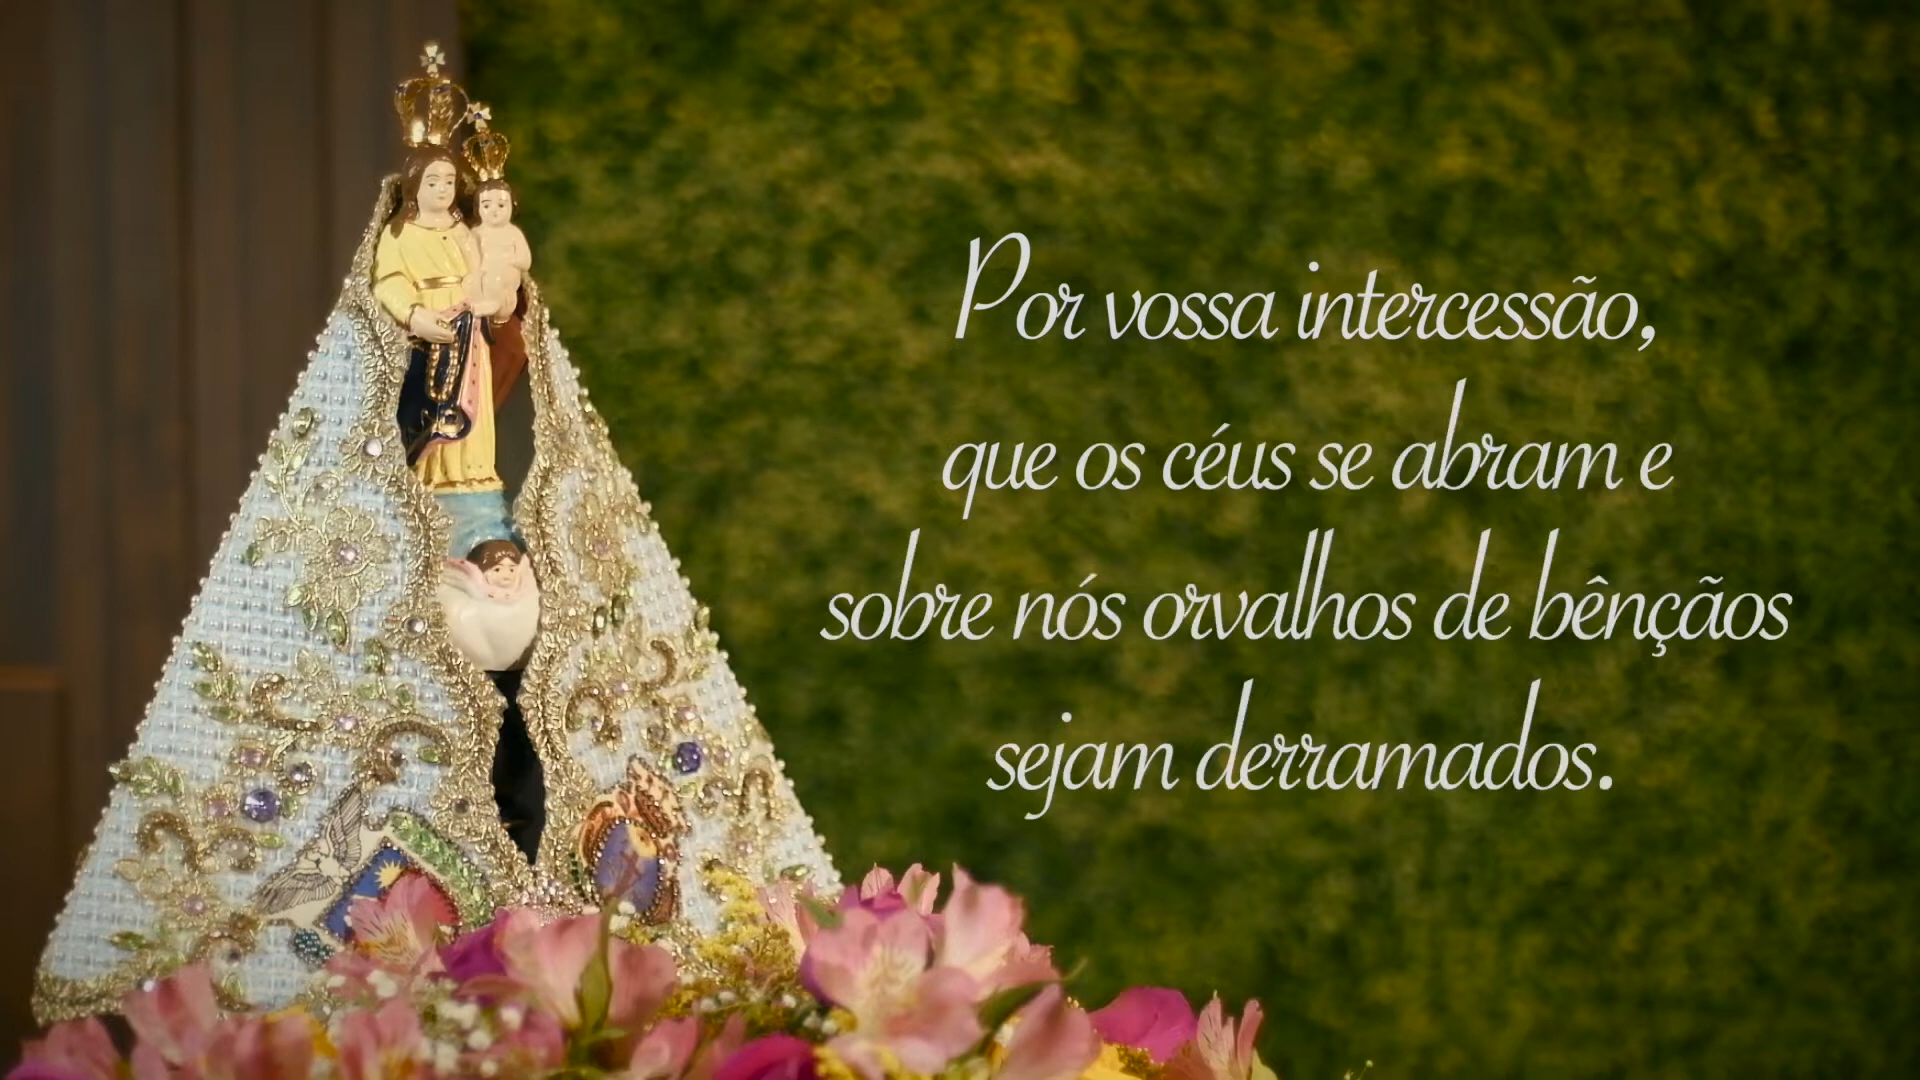 Por vossa intercessão,
que os céus se abram e
sobre nós orvalhos de bênçãos
sejam derramados.